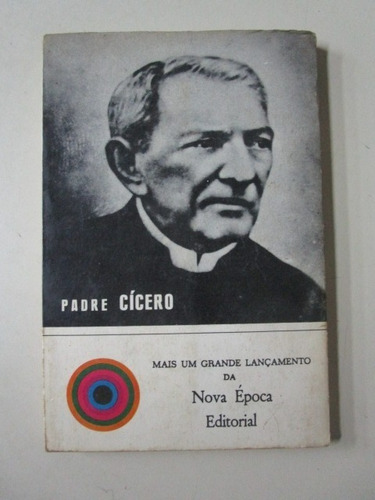 PADRE CÍCERO
MAIS UM GRANDE LANÇAMENTO
DA
Nova Época
Editorial